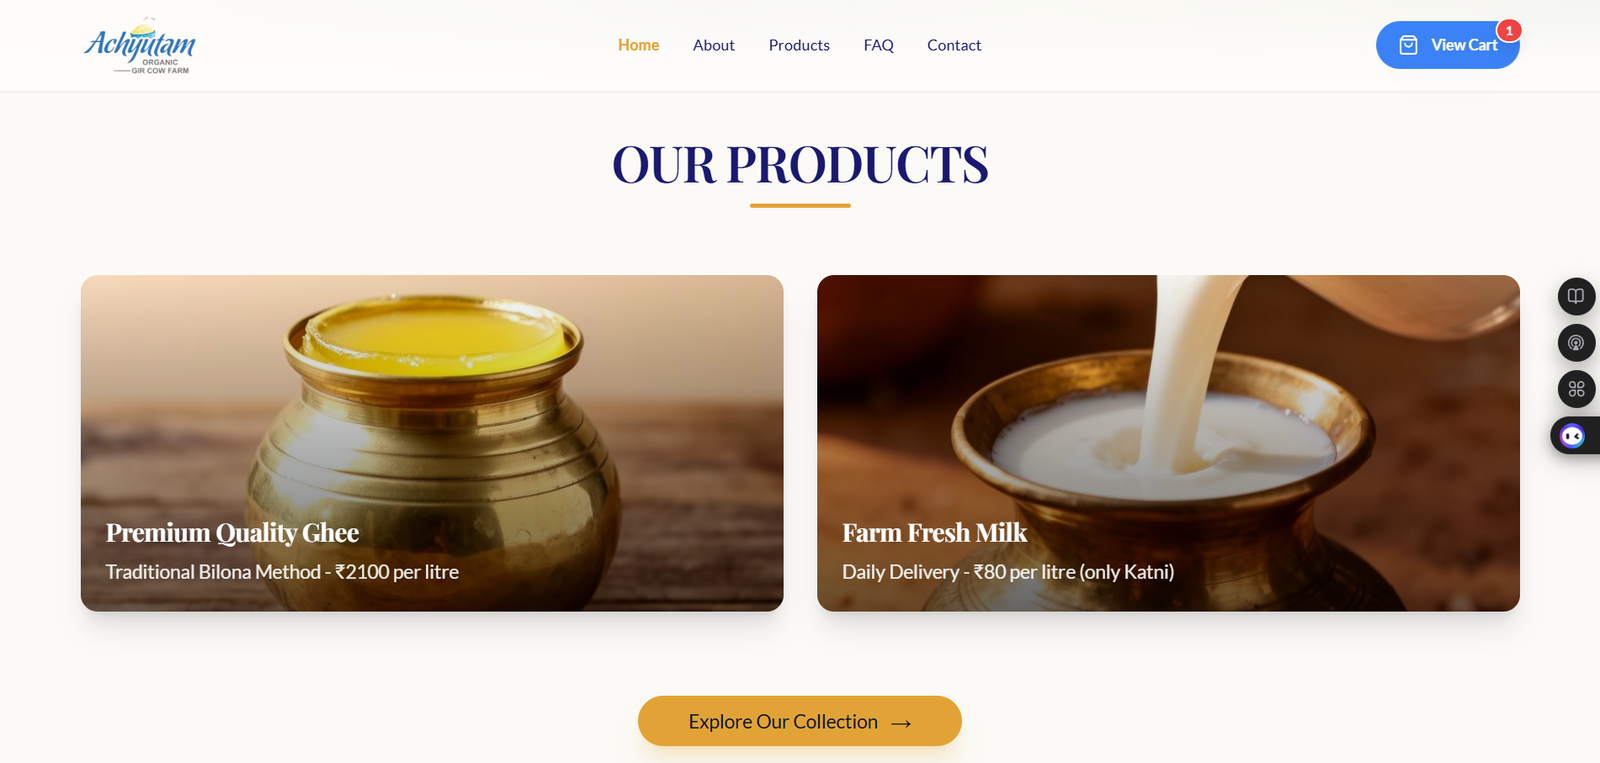 Achyutam
ORGANIC
GIR COW FARM
Home About Products FAQ Contact
View Cart 1
OUR PRODUCTS
Premium Quality Ghee
Traditional Bilona Method - ₹2100 per litre
Farm Fresh Milk
Daily Delivery - ₹80 per litre (only Katni)
Explore Our Collection →